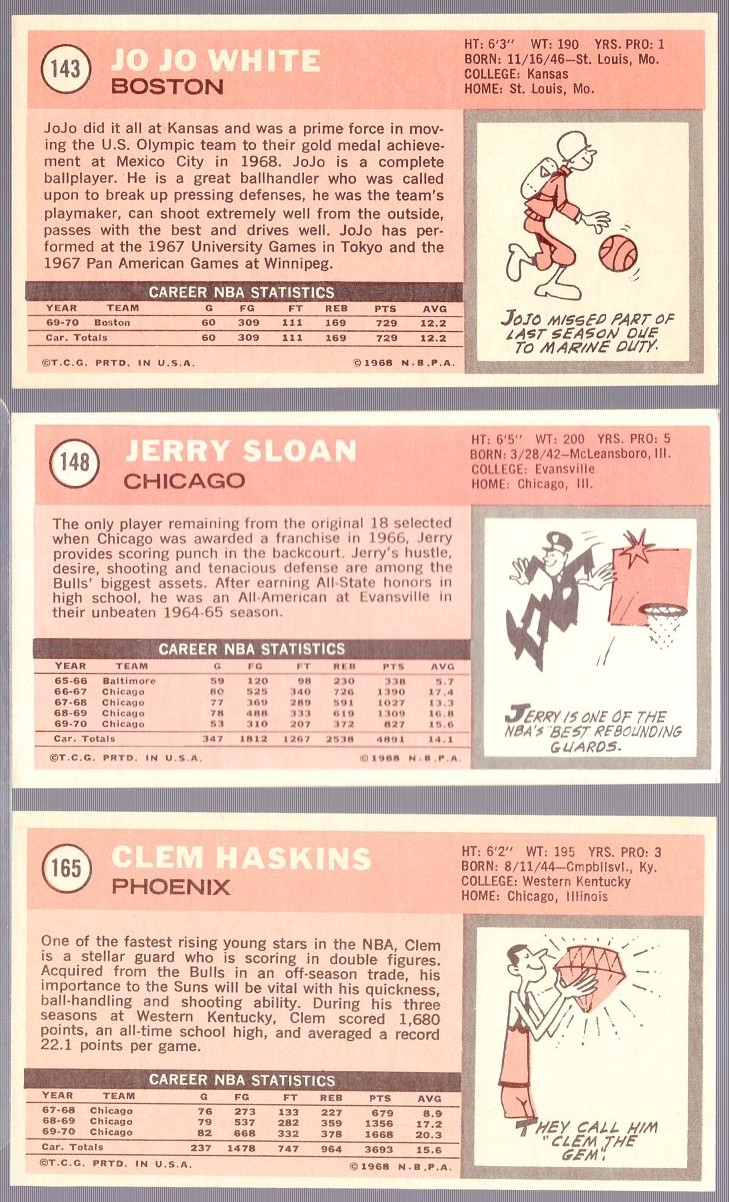 143
JO JO WHITE
BOSTON
HT: 6'3" WT: 190 YRS. PRO: 1
BORN: 11/16/46—St. Louis, Mo.
COLLEGE: Kansas
HOME: St. Louis, Mo.
JoJo did it all at Kansas and was a prime force in mov-
ing the U.S. Olympic team to their gold medal achieve-
ment at Mexico City in 1968. JoJo is a complete
ballplayer. He is a great ballhandler who was called
upon to break up pressing defenses, he was the team's
playmaker, can shoot extremely well from the outside,
passes with the best and drives well. JoJo has per-
formed at the 1967 University Games in Tokyo and the
1967 Pan American Games at Winnipeg.
CAREER NBA STATISTICS
YEAR TEAM G FG FT REB PTS AVG
69-70 Boston 60 309 111 169 729 12.2
Car. Totals 60 309 111 169 729 12.2
©T.C.G. PRTD. IN U.S.A. ©1968 N.B.P.A.
JOJO MISSED PART OF
LAST SEASON DUE
TO MARINE DUTY.
148
JERRY SLOAN
CHICAGO
HT: 6'5" WT: 200 YRS. PRO: 5
BORN: 3/28/42—McLeansboro, Ill.
COLLEGE: Evansville
HOME: Chicago, Ill.
The only player remaining from the original 18 selected
when Chicago was awarded a franchise in 1966, Jerry
provides scoring punch in the backcourt. Jerry's hustle,
desire, shooting and tenacious defense are among the
Bulls' biggest assets. After earning All-State honors in
high school, he was an All-American at Evansville in
their unbeaten 1964-65 season.
CAREER NBA STATISTICS
YEAR TEAM G FG FT REB PTS AVG
65-66 Baltimore 59 120 98 230 338 5.7
66-67 Chicago 80 525 340 726 1390 17.4
67-68 Chicago 77 369 289 591 1027 13.3
68-69 Chicago 78 488 333 619 1309 16.8
69-70 Chicago 53 310 207 372 827 15.6
Car. Totals 347 1812 1267 2538 4891 14.1
©T.C.G. PRTD. IN U.S.A. ©1968 N.B.P.A.
JERRY IS ONE OF THE
NBA'S BEST REBOUNDING
GUARDS.
165
CLEM HASKINS
PHOENIX
HT: 6'2" WT: 195 YRS. PRO: 3
BORN: 8/11/44—Cmpbllsvl., Ky.
COLLEGE: Western Kentucky
HOME: Chicago, Illinois
One of the fastest rising young stars in the NBA, Clem
is a stellar guard who is scoring in double figures.
Acquired from the Bulls in an off-season trade, his
importance to the Suns will be vital with his quickness,
ball-handling and shooting ability. During his three
seasons at Western Kentucky, Clem scored 1,680
points, an all-time school high, and averaged a record
22.1 points per game.
CAREER NBA STATISTICS
YEAR TEAM G FG FT REB PTS AVG
67-68 Chicago 76 273 133 227 679 8.9
68-69 Chicago 79 537 282 359 1356 17.2
69-70 Chicago 82 668 332 378 1668 20.3
Car. Totals 237 1478 747 964 3693 15.6
©T.C.G. PRTD. IN U.S.A. ©1968 N.B.P.A.
THEY CALL HIM
"CLEM THE
GEM".